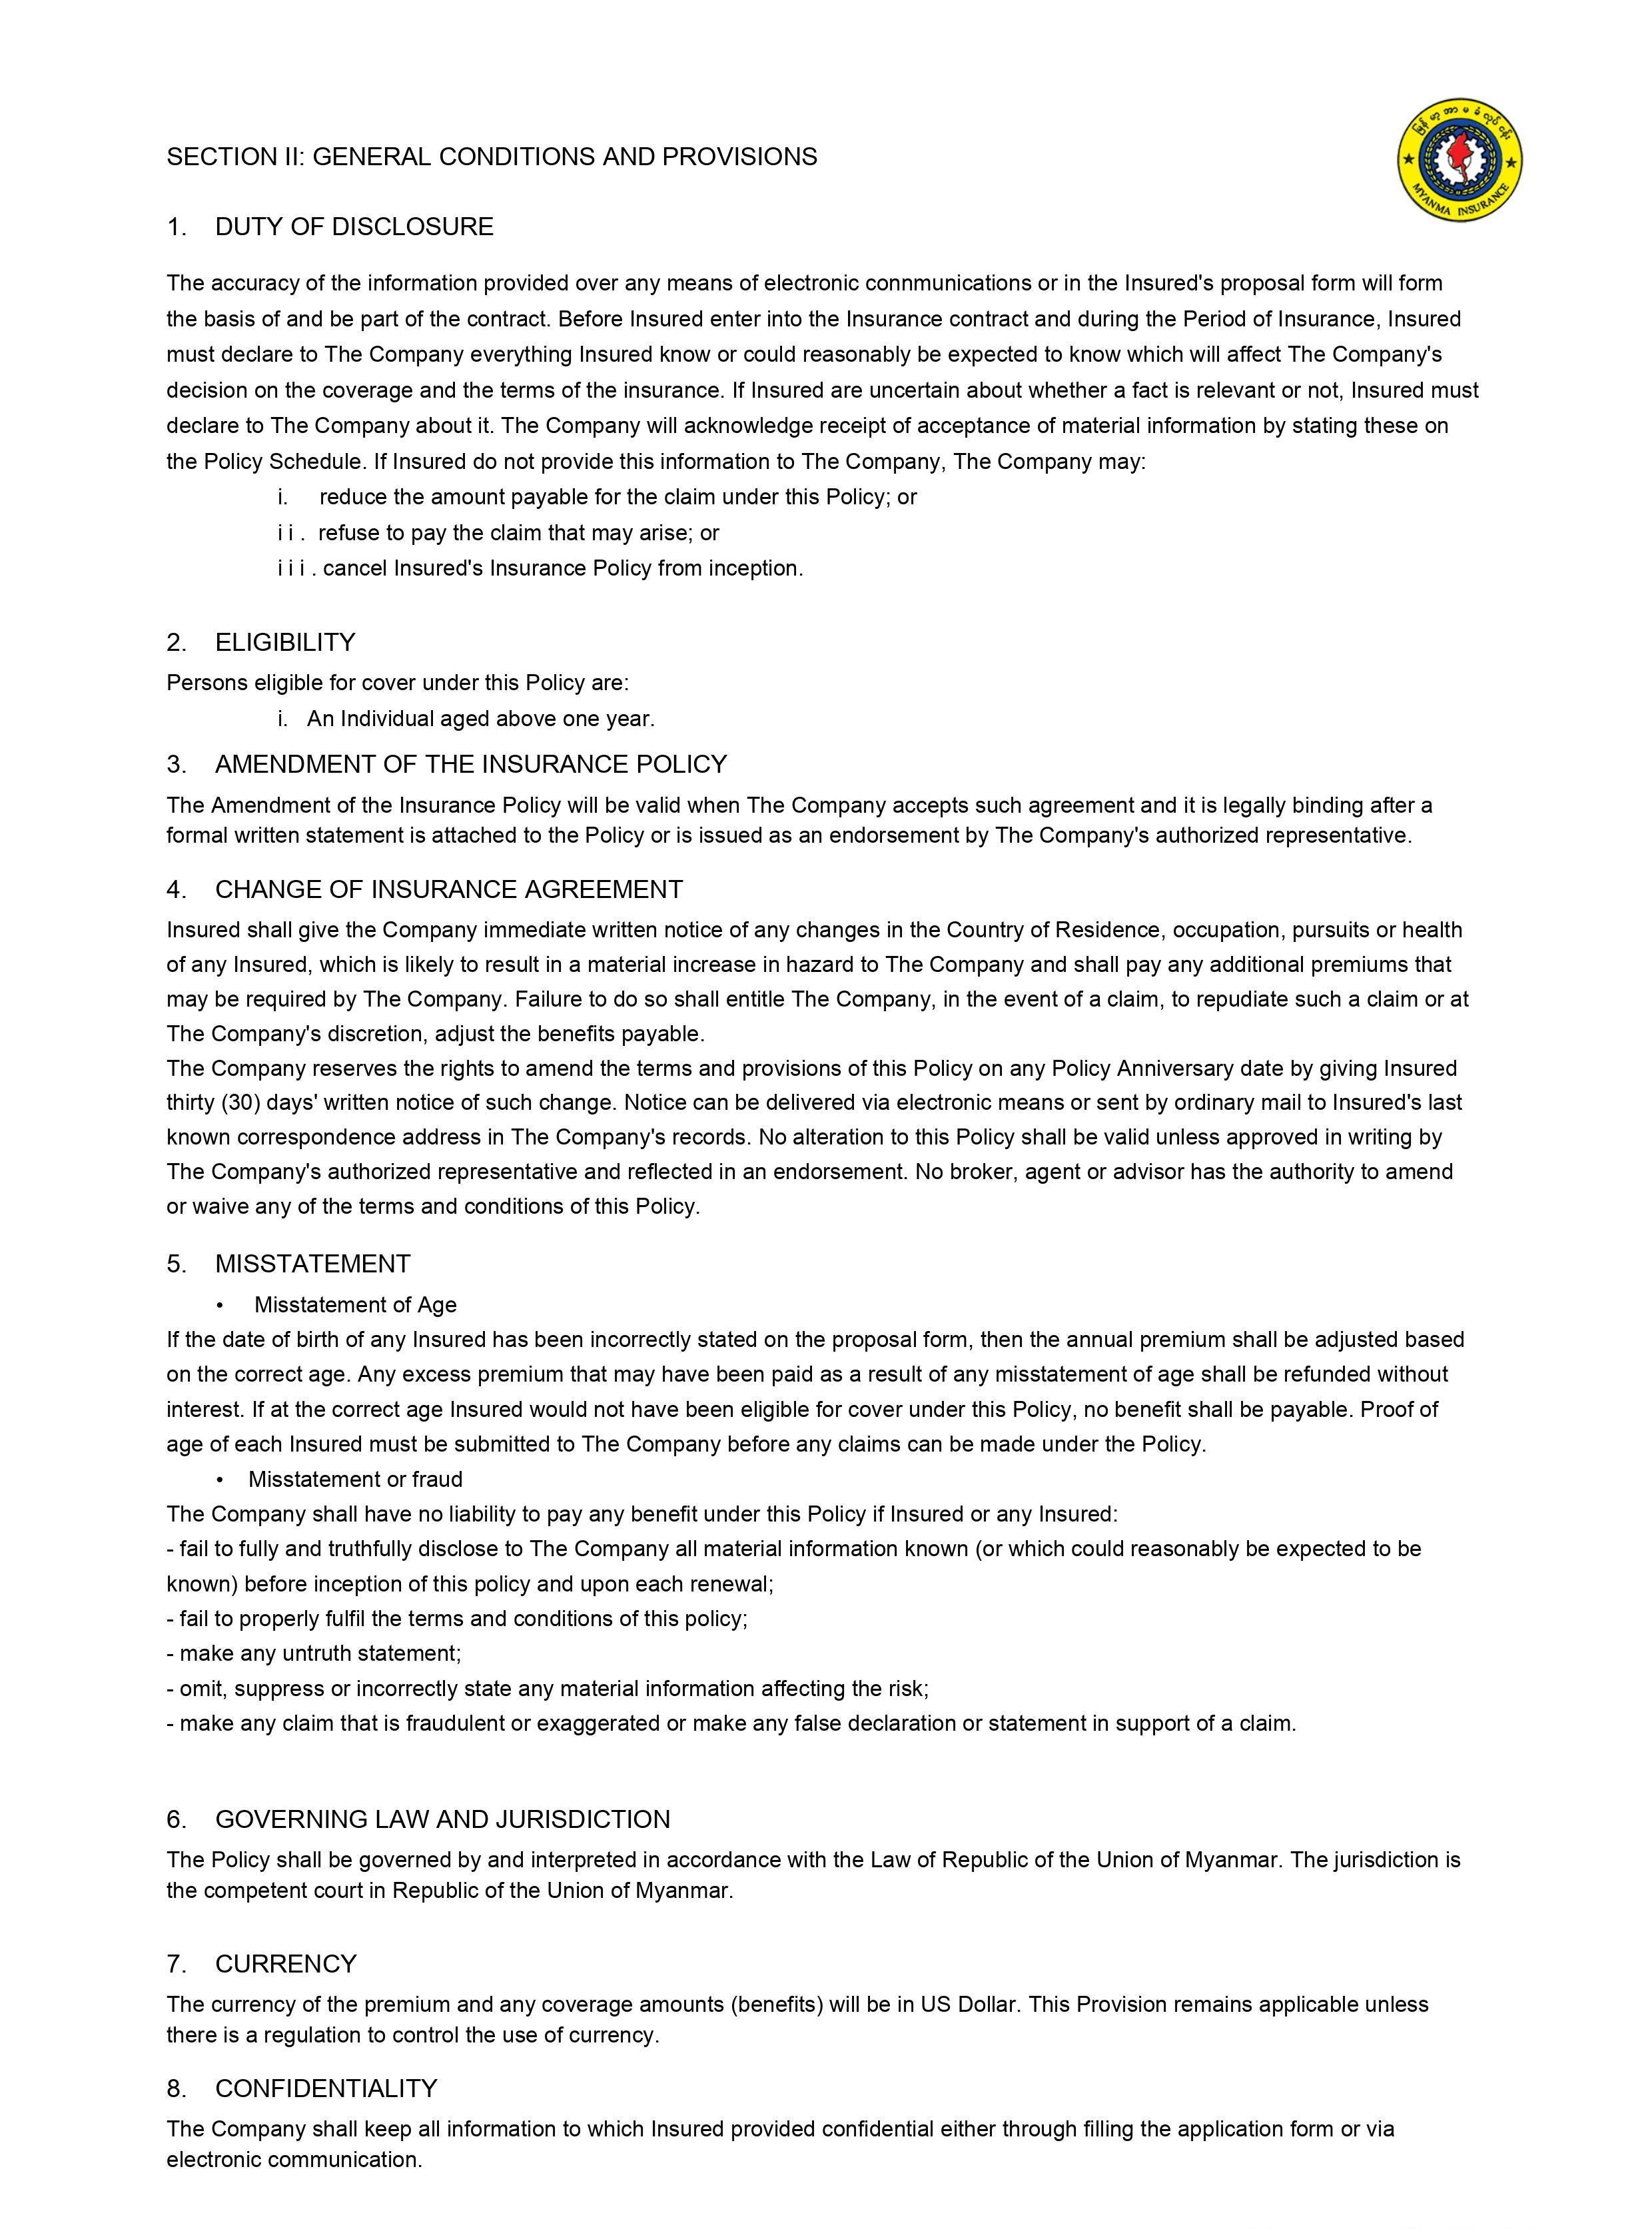 မြန်မာ့အာမခံလုပ်ငန်း
MYANMA INSURANCE
SECTION II: GENERAL CONDITIONS AND PROVISIONS
1. DUTY OF DISCLOSURE
The accuracy of the information provided over any means of electronic connmunications or in the Insured's proposal form will form
the basis of and be part of the contract. Before Insured enter into the Insurance contract and during the Period of Insurance, Insured
must declare to The Company everything Insured know or could reasonably be expected to know which will affect The Company's
decision on the coverage and the terms of the insurance. If Insured are uncertain about whether a fact is relevant or not, Insured must
declare to The Company about it. The Company will acknowledge receipt of acceptance of material information by stating these on
the Policy Schedule. If Insured do not provide this information to The Company, The Company may:
i. reduce the amount payable for the claim under this Policy; or
i i . refuse to pay the claim that may arise; or
i i i . cancel Insured's Insurance Policy from inception.
2. ELIGIBILITY
Persons eligible for cover under this Policy are:
i. An Individual aged above one year.
3. AMENDMENT OF THE INSURANCE POLICY
The Amendment of the Insurance Policy will be valid when The Company accepts such agreement and it is legally binding after a
formal written statement is attached to the Policy or is issued as an endorsement by The Company's authorized representative.
4. CHANGE OF INSURANCE AGREEMENT
Insured shall give the Company immediate written notice of any changes in the Country of Residence, occupation, pursuits or health
of any Insured, which is likely to result in a material increase in hazard to The Company and shall pay any additional premiums that
may be required by The Company. Failure to do so shall entitle The Company, in the event of a claim, to repudiate such a claim or at
The Company's discretion, adjust the benefits payable.
The Company reserves the rights to amend the terms and provisions of this Policy on any Policy Anniversary date by giving Insured
thirty (30) days' written notice of such change. Notice can be delivered via electronic means or sent by ordinary mail to Insured's last
known correspondence address in The Company's records. No alteration to this Policy shall be valid unless approved in writing by
The Company's authorized representative and reflected in an endorsement. No broker, agent or advisor has the authority to amend
or waive any of the terms and conditions of this Policy.
5. MISSTATEMENT
• Misstatement of Age
If the date of birth of any Insured has been incorrectly stated on the proposal form, then the annual premium shall be adjusted based
on the correct age. Any excess premium that may have been paid as a result of any misstatement of age shall be refunded without
interest. If at the correct age Insured would not have been eligible for cover under this Policy, no benefit shall be payable. Proof of
age of each Insured must be submitted to The Company before any claims can be made under the Policy.
• Misstatement or fraud
The Company shall have no liability to pay any benefit under this Policy if Insured or any Insured:
- fail to fully and truthfully disclose to The Company all material information known (or which could reasonably be expected to be
known) before inception of this policy and upon each renewal;
- fail to properly fulfil the terms and conditions of this policy;
- make any untruth statement;
- omit, suppress or incorrectly state any material information affecting the risk;
- make any claim that is fraudulent or exaggerated or make any false declaration or statement in support of a claim.
6. GOVERNING LAW AND JURISDICTION
The Policy shall be governed by and interpreted in accordance with the Law of Republic of the Union of Myanmar. The jurisdiction is
the competent court in Republic of the Union of Myanmar.
7. CURRENCY
The currency of the premium and any coverage amounts (benefits) will be in US Dollar. This Provision remains applicable unless
there is a regulation to control the use of currency.
8. CONFIDENTIALITY
The Company shall keep all information to which Insured provided confidential either through filling the application form or via
electronic communication.